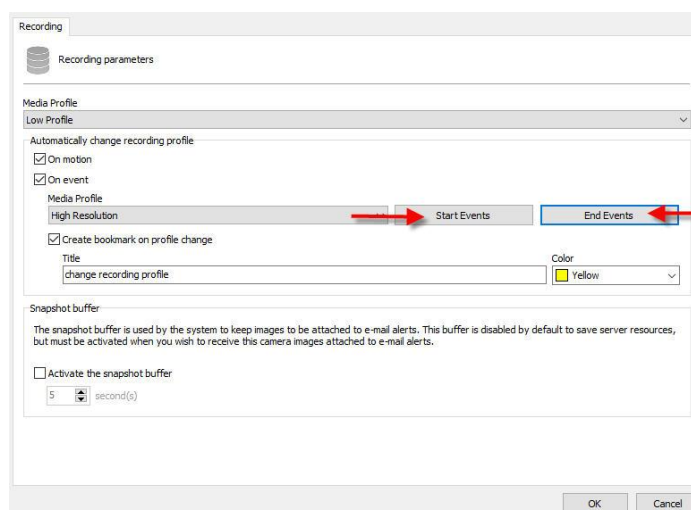 Recording
Recording parameters
Media Profile
Low Profile
Automatically change recording profile
On motion
On event
Media Profile
High Resolution
Start Events
End Events
Create bookmark on profile change
Title
Color
change recording profile
Yellow
Snapshot buffer
The snapshot buffer is used by the system to keep images to be attached to e-mail alerts. This buffer is disabled by default to save server resources,
but must be activated when you wish to receive this camera images attached to e-mail alerts.
Activate the snapshot buffer
5 second(s)
OK
Cancel